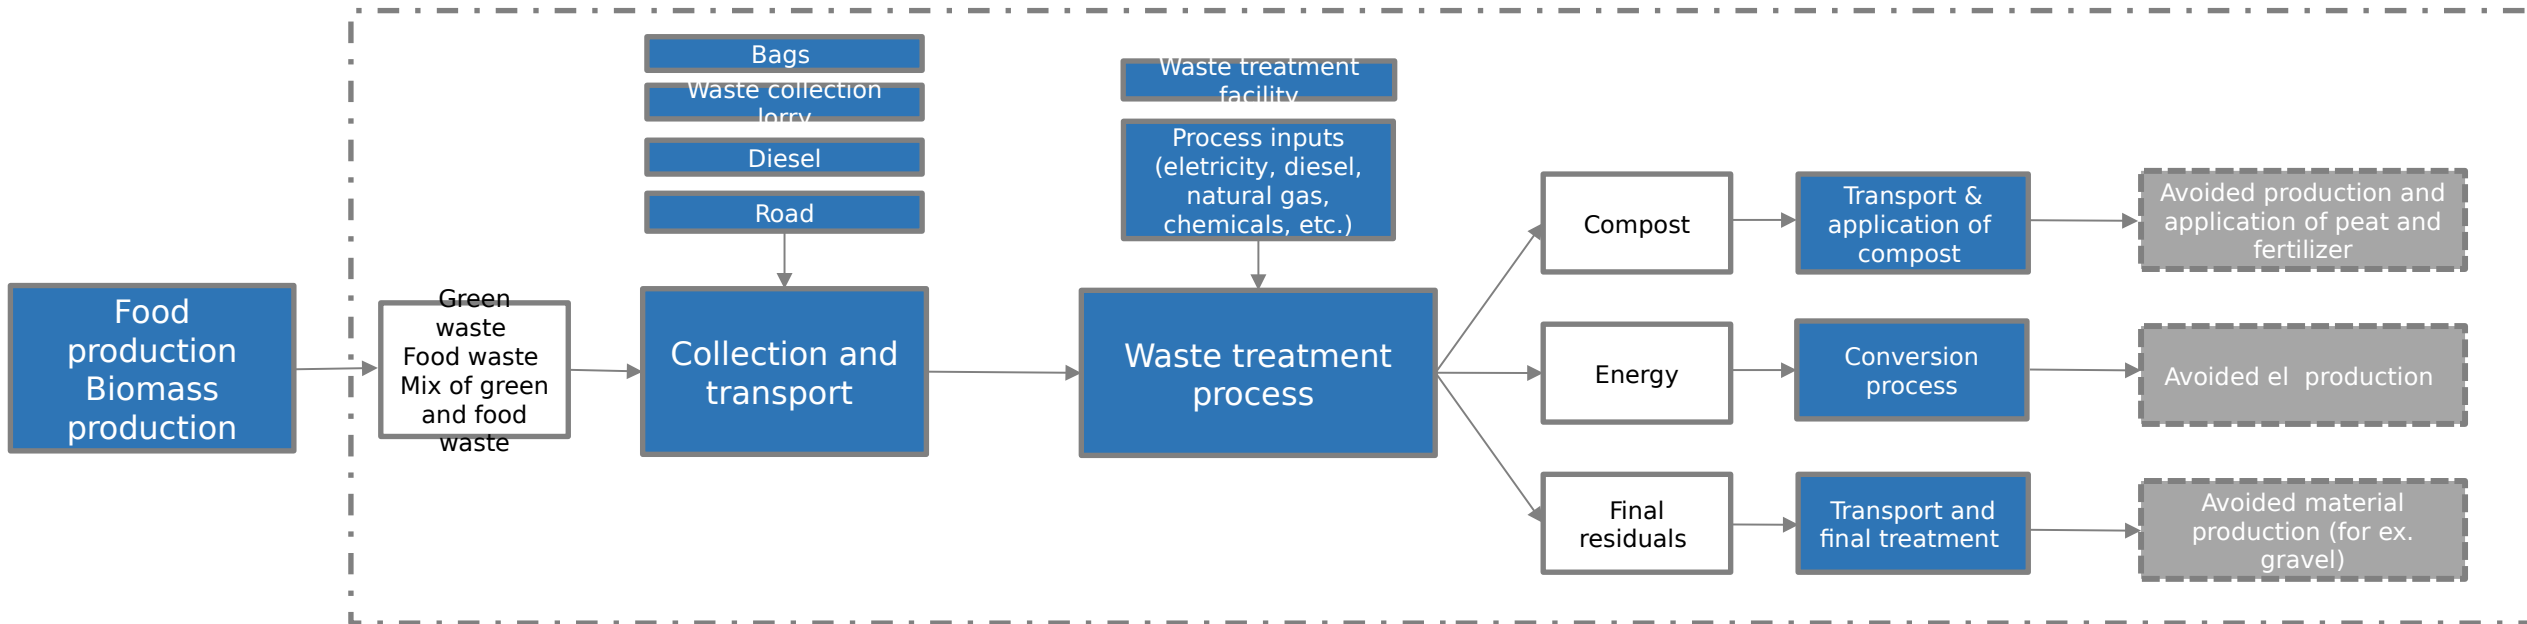 Bags
Waste collection
lorry
Diesel
Road
Waste treatment
facility
Process inputs
(eletricity, diesel,
natural gas,
chemicals, etc.)
Food
production
Biomass
production
Green
waste
Food waste
Mix of green
and food
waste
Collection and
transport
Waste treatment
process
Compost
Transport &
application of
compost
Avoided production and
application of peat and
fertilizer
Energy
Conversion
process
Avoided el  production
Final
residuals
Transport and
final treatment
Avoided material
production (for ex.
gravel)